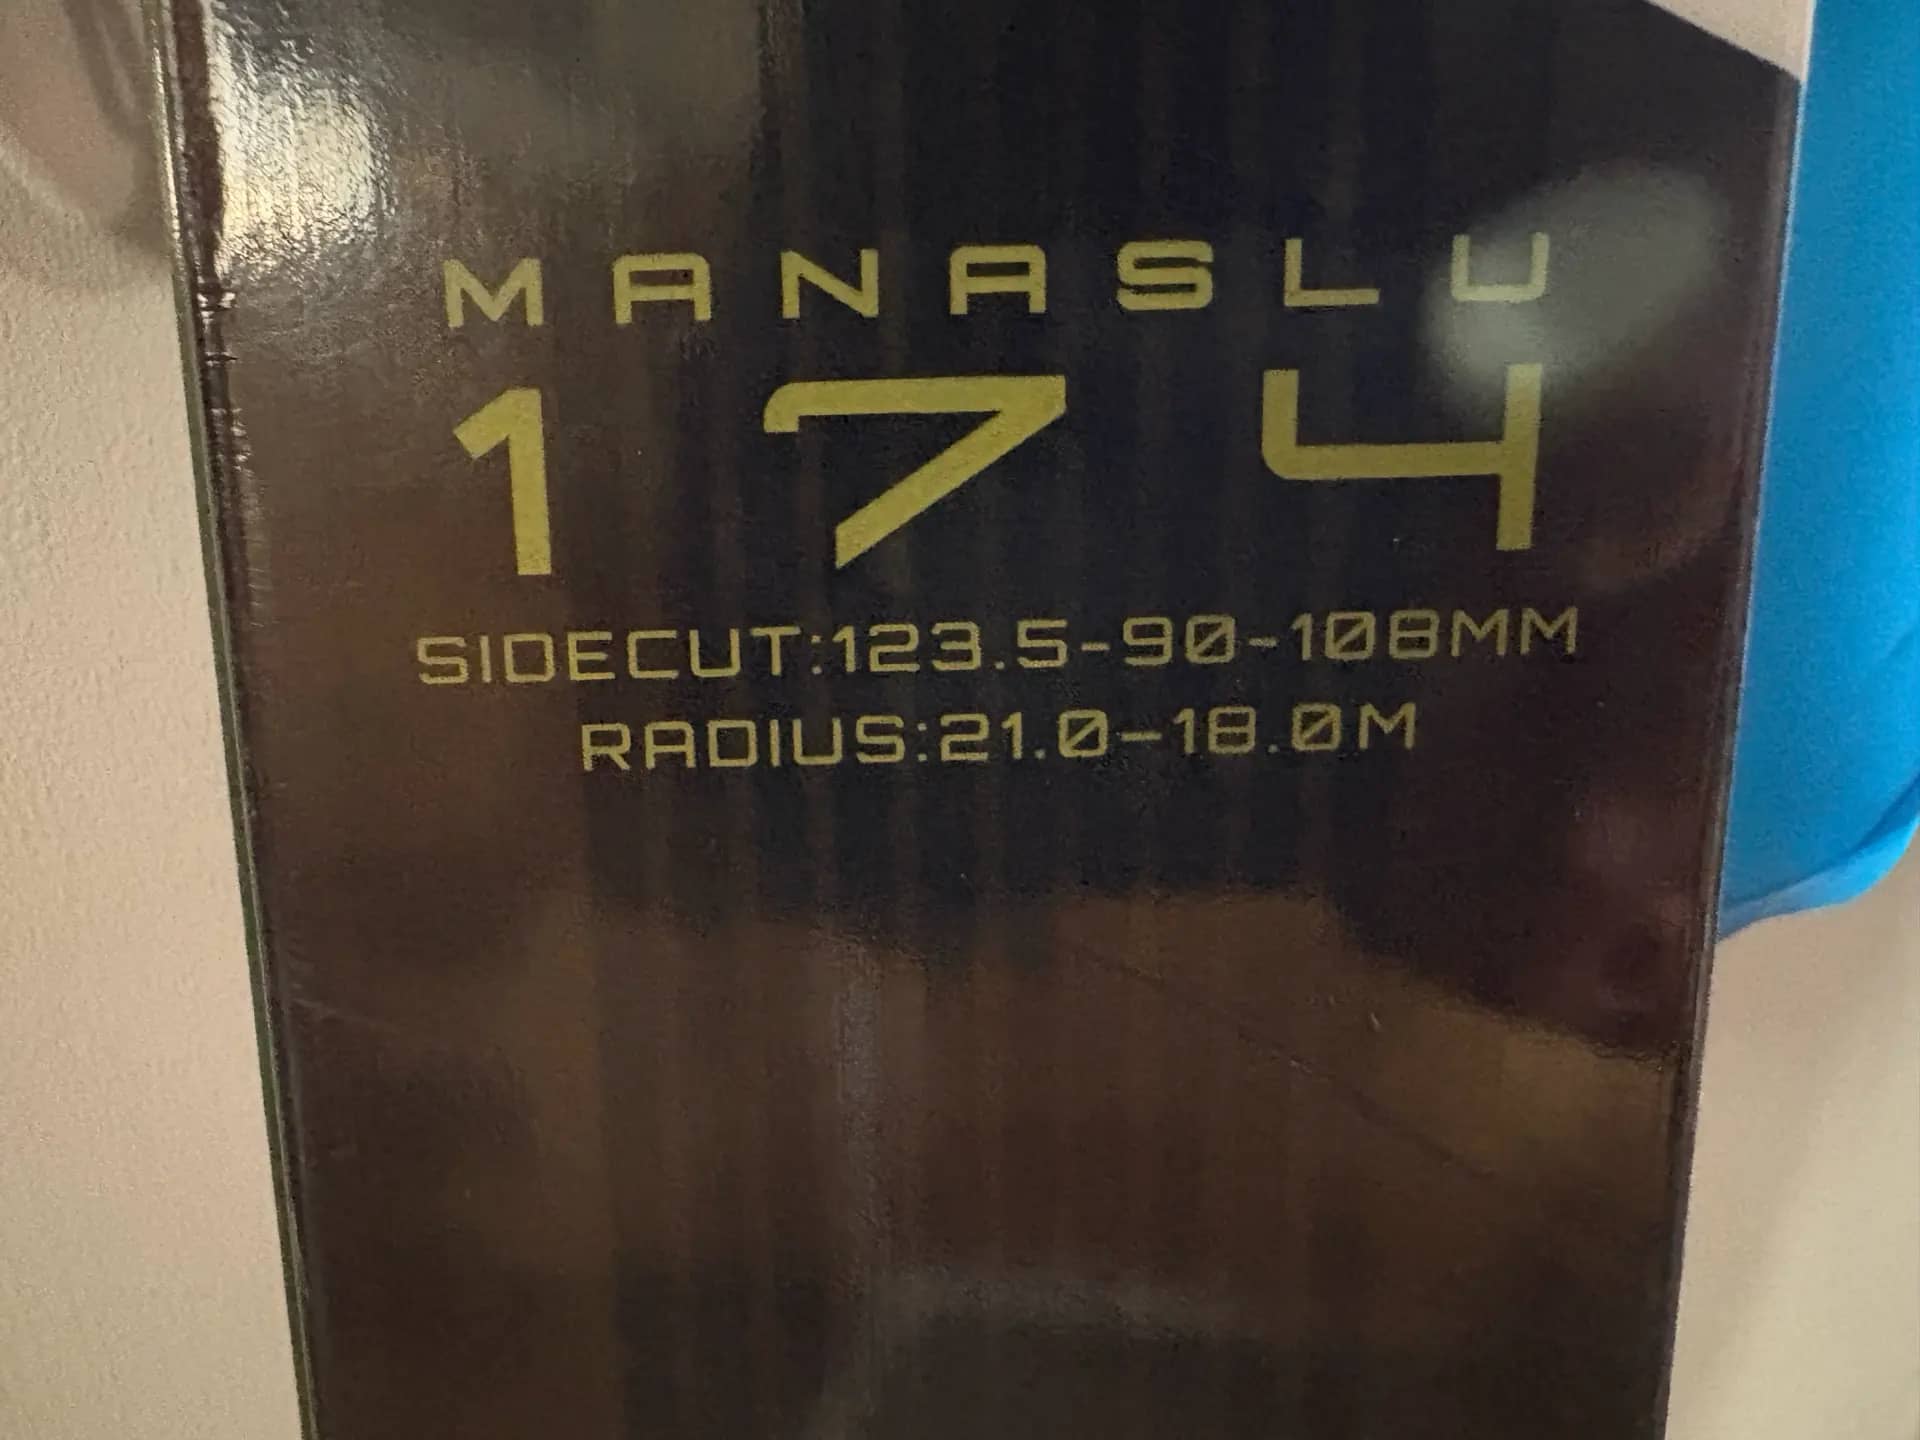 MANASLU
174
SIDECUT:123.5-90-108MM
RADIUS:21.0-18.0M